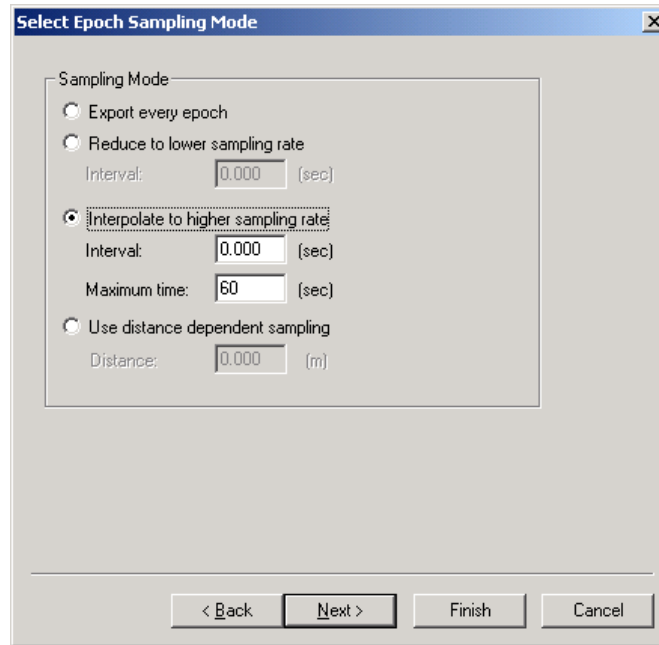 Select Epoch Sampling Mode
Sampling Mode
Export every epoch
Reduce to lower sampling rate
Interval: 0.000 (sec)
Interpolate to higher sampling rate
Interval: 0.000 (sec)
Maximum time: 60 (sec)
Use distance dependent sampling
Distance: 0.000 (m)
< Back Next > Finish Cancel